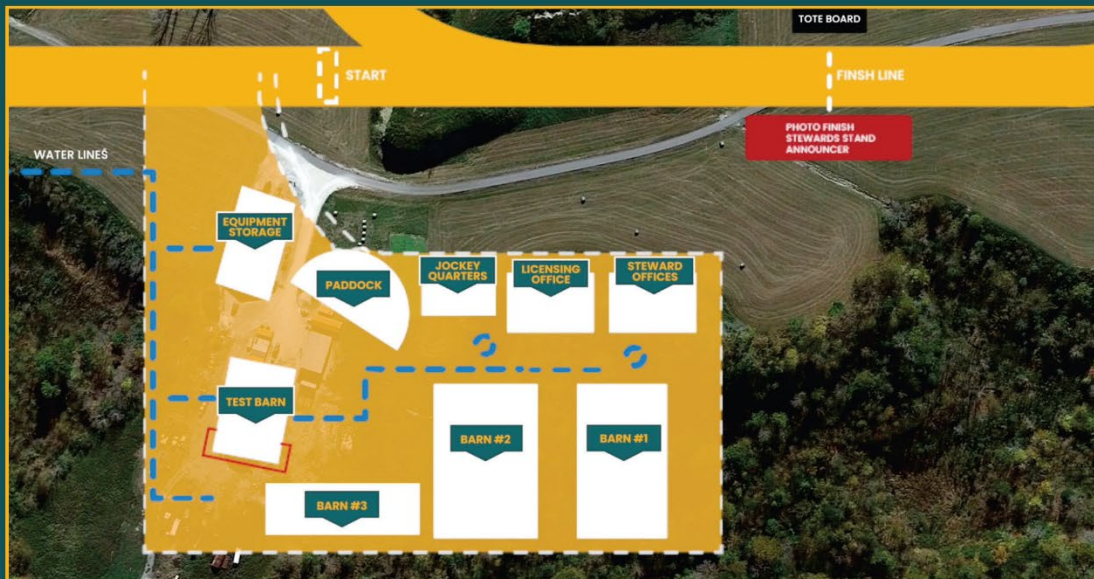 TOTE BOARD
START
FINSH LINE
PHOTO FINISH
STEWARDS STAND
ANNOUNCER
WATER LINES
EQUIPMENT
STORAGE
PADDOCK
JOCKEY
QUARTERS
LICENSING
OFFICE
STEWARD
OFFICES
TEST BARN
BARN #2
BARN #1
BARN #3